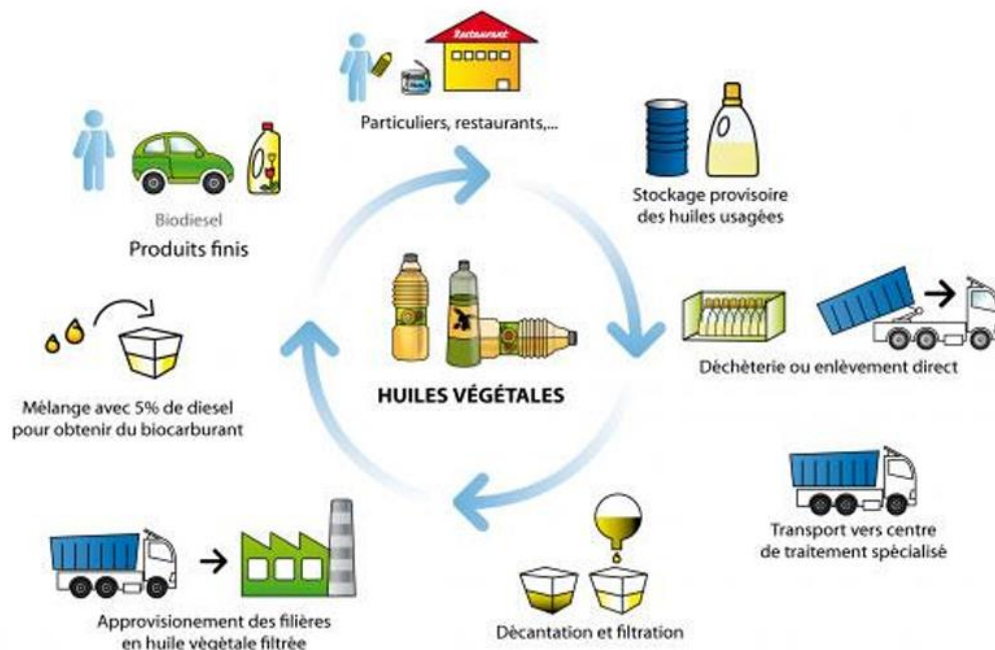 Restaurant
Particuliers, restaurants,...
Stockage provisoire
des huiles usagées
Dèchèterie ou enlèvement direct
Transport vers centre
de traitement spécialisé
Dècantation et filtration
Approvisionement des filières
en huile végétale filtrée
Mélange avec 5% de diesel
pour obtenir du biocarburant
Biodiesel
Produits finis
HUILES VÉGÉTALES